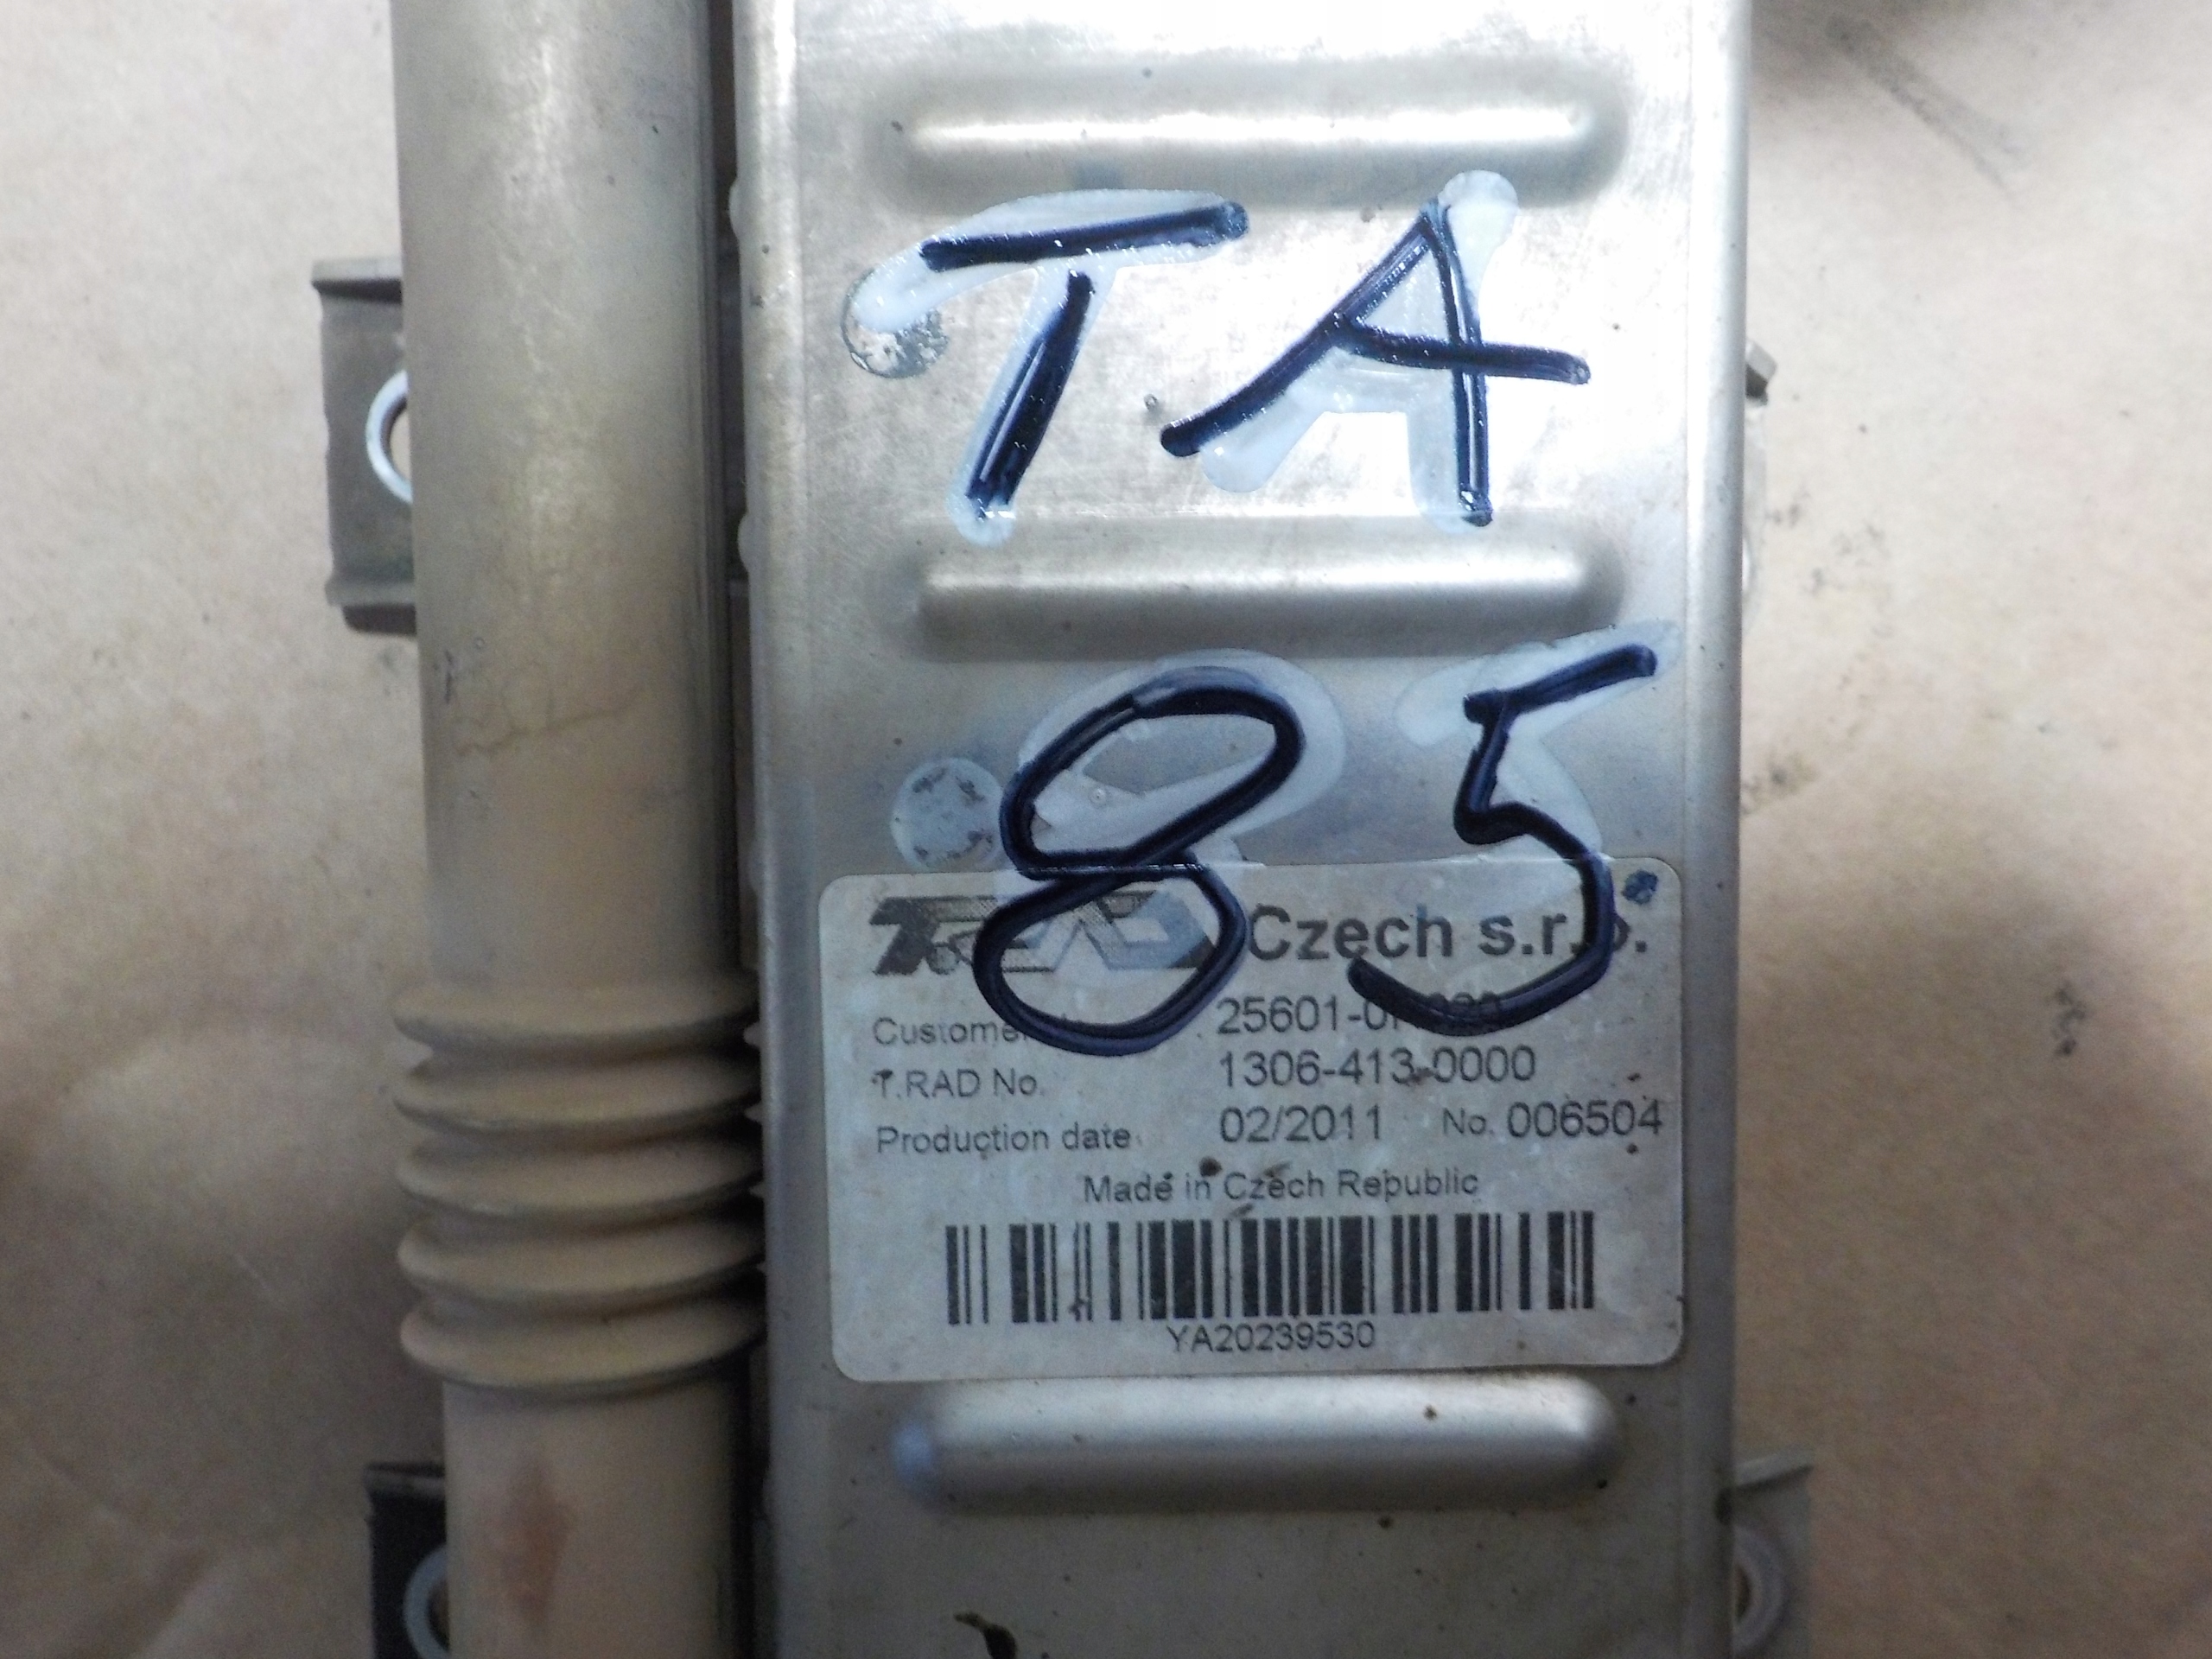 TA
85
T.RAD Czech s.r.o.
25601-0
T.RAD No. 1306-413-0000
Production date 02/2011 No. 006504
Made in Czech Republic
YA20239530